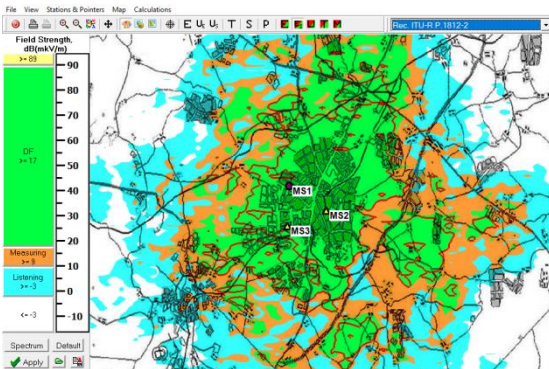 File View Stations & Pointers Map Calculations
E U S T S P
Rec. ITU-R P.1812-2
Field Strength,
dB(mkV/m)
>= 89
90
80
70
60
DF
>= 17
50
40
30
20
Measuring
>= 9
10
Listening
>= -3
0
< -3
-10
MS1
MS2
MS3
Spectrum Default
Apply